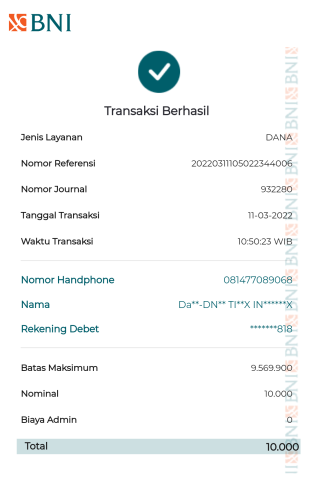 BNI
Transaksi Berhasil
Jenis Layanan DANA
Nomor Referensi 20220311105022344006
Nomor Journal 932280
Tanggal Transaksi 11-03-2022
Waktu Transaksi 10:50:23 WIB
Nomor Handphone 081477089068
Nama Da**-DN** TI**X IN******X
Rekening Debet *******818
Batas Maksimum 9.569.900
Nominal 10.000
Biaya Admin 0
Total 10.000
BNI BNI BNI BNI BNI BNI BNI BNI